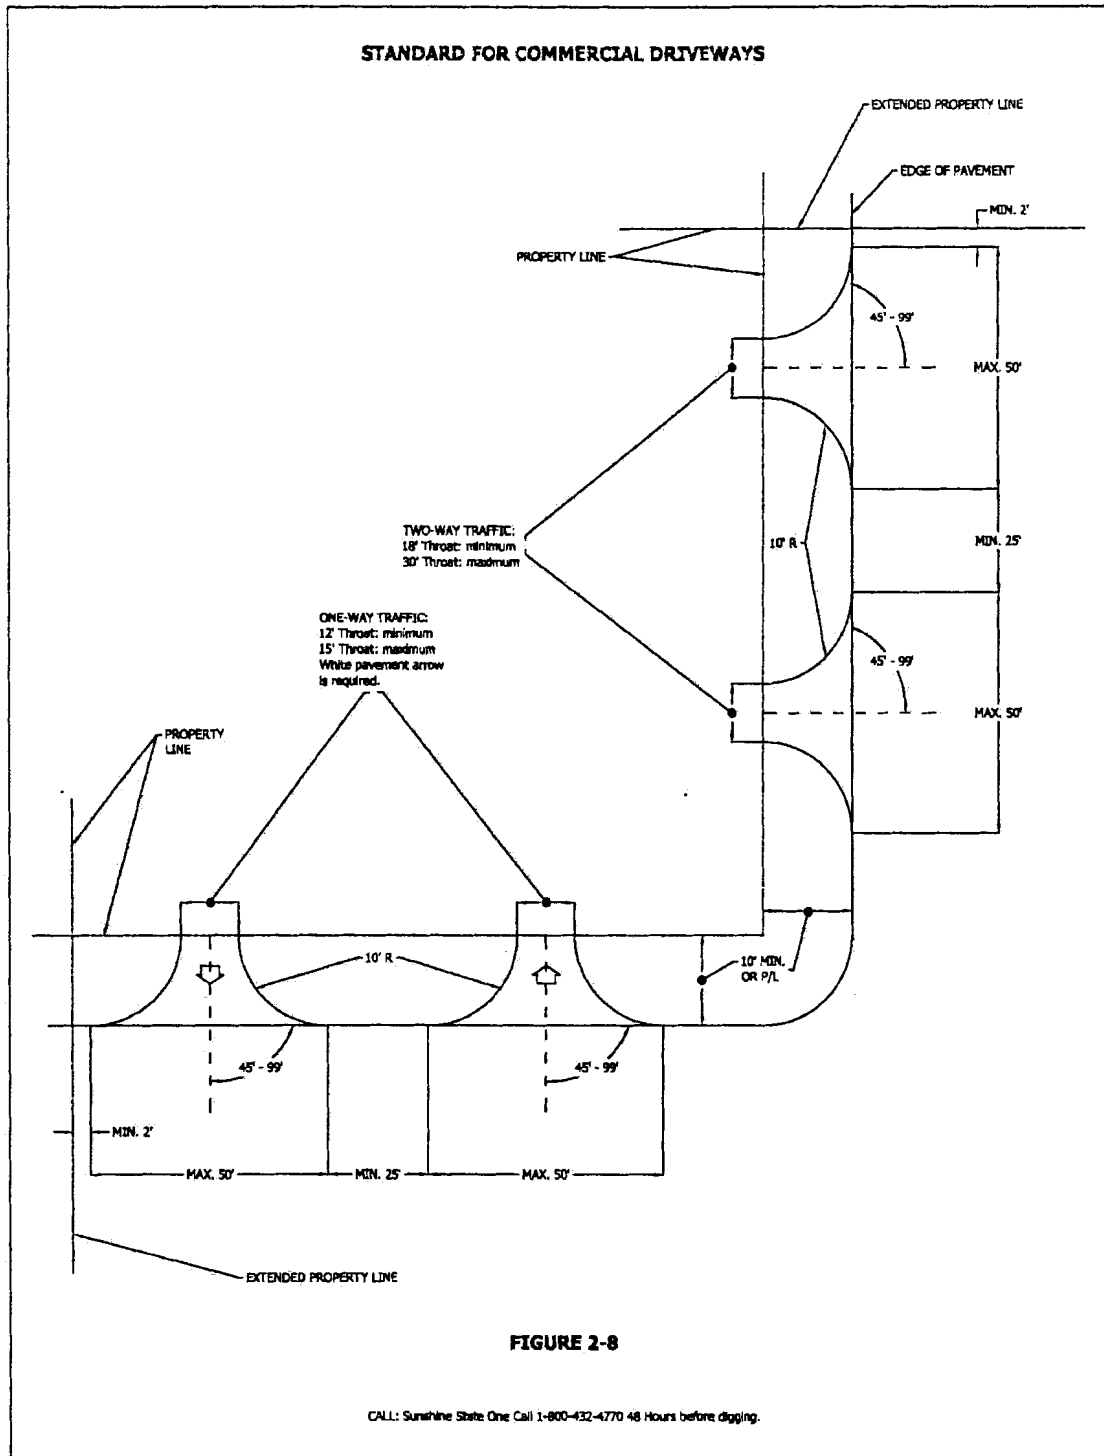 STANDARD FOR COMMERCIAL DRIVEWAYS
EXTENDED PROPERTY LINE
EDGE OF PAVEMENT
MIN. 2'
PROPERTY LINE
45' - 99'
MAX. 50'
TWO-WAY TRAFFIC:
18' Throat: minimum
30' Throat: maximum
10' R
MIN. 25'
ONE-WAY TRAFFIC:
12' Throat: minimum
15' Throat: maximum
White pavement arrow
is required.
45' - 99'
MAX. 50'
PROPERTY
LINE
10' R
10' MIN.
OR P/L
45' - 99'
45' - 99'
MIN. 2'
MAX. 50'
MIN. 25'
MAX. 50'
EXTENDED PROPERTY LINE
FIGURE 2-8
CALL: Sunshine State One Call 1-800-432-4770 48 Hours before digging.